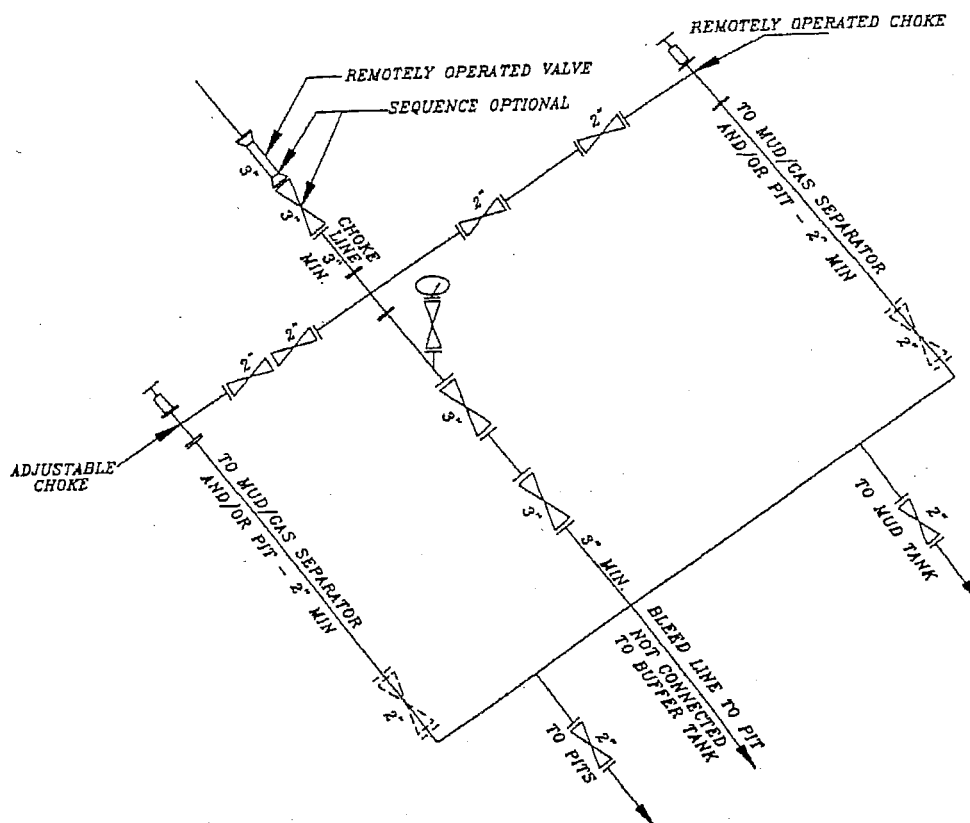 REMOTELY OPERATED CHOKE
REMOTELY OPERATED VALVE
SEQUENCE OPTIONAL
3"
3"
CHOKE
LINE
3"
MIN.
2"
2"
TO MUD/GAS SEPARATOR
AND/OR PIT - 2" MIN
2"
2"
2"
ADJUSTABLE
CHOKE
TO MUD/GAS SEPARATOR
AND/OR PIT - 2" MIN
2"
3"
3"
3" MIN.
BLEED LINE TO PIT
NOT CONNECTED
TO BUFFER TANK
2"
TO MUD TANK
2"
TO PITS